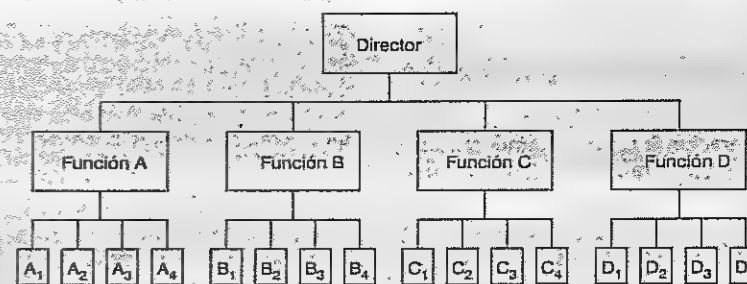 Director
Función A Función B Función C Función D
A₁ A₂ A₃ A₄ B₁ B₂ B₃ B₄ C₁ C₂ C₃ C₄ D₁ D₂ D₃ D